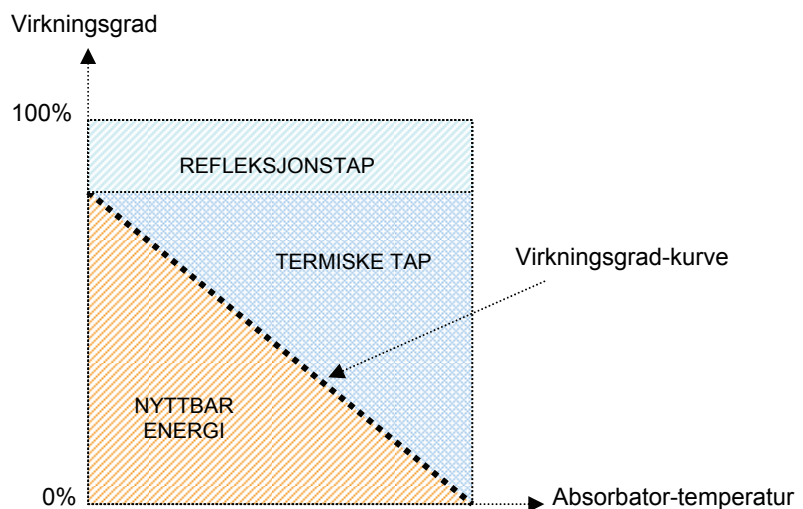 Virkningsgrad
100%
REFLEKSJONSTAP
TERMISKE TAP
Virkningsgrad-kurve
NYTTBAR
ENERGI
0%
Absorbator-temperatur